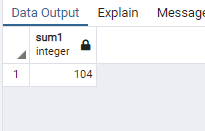 Data Output Explain Message
sum1
integer
1 104